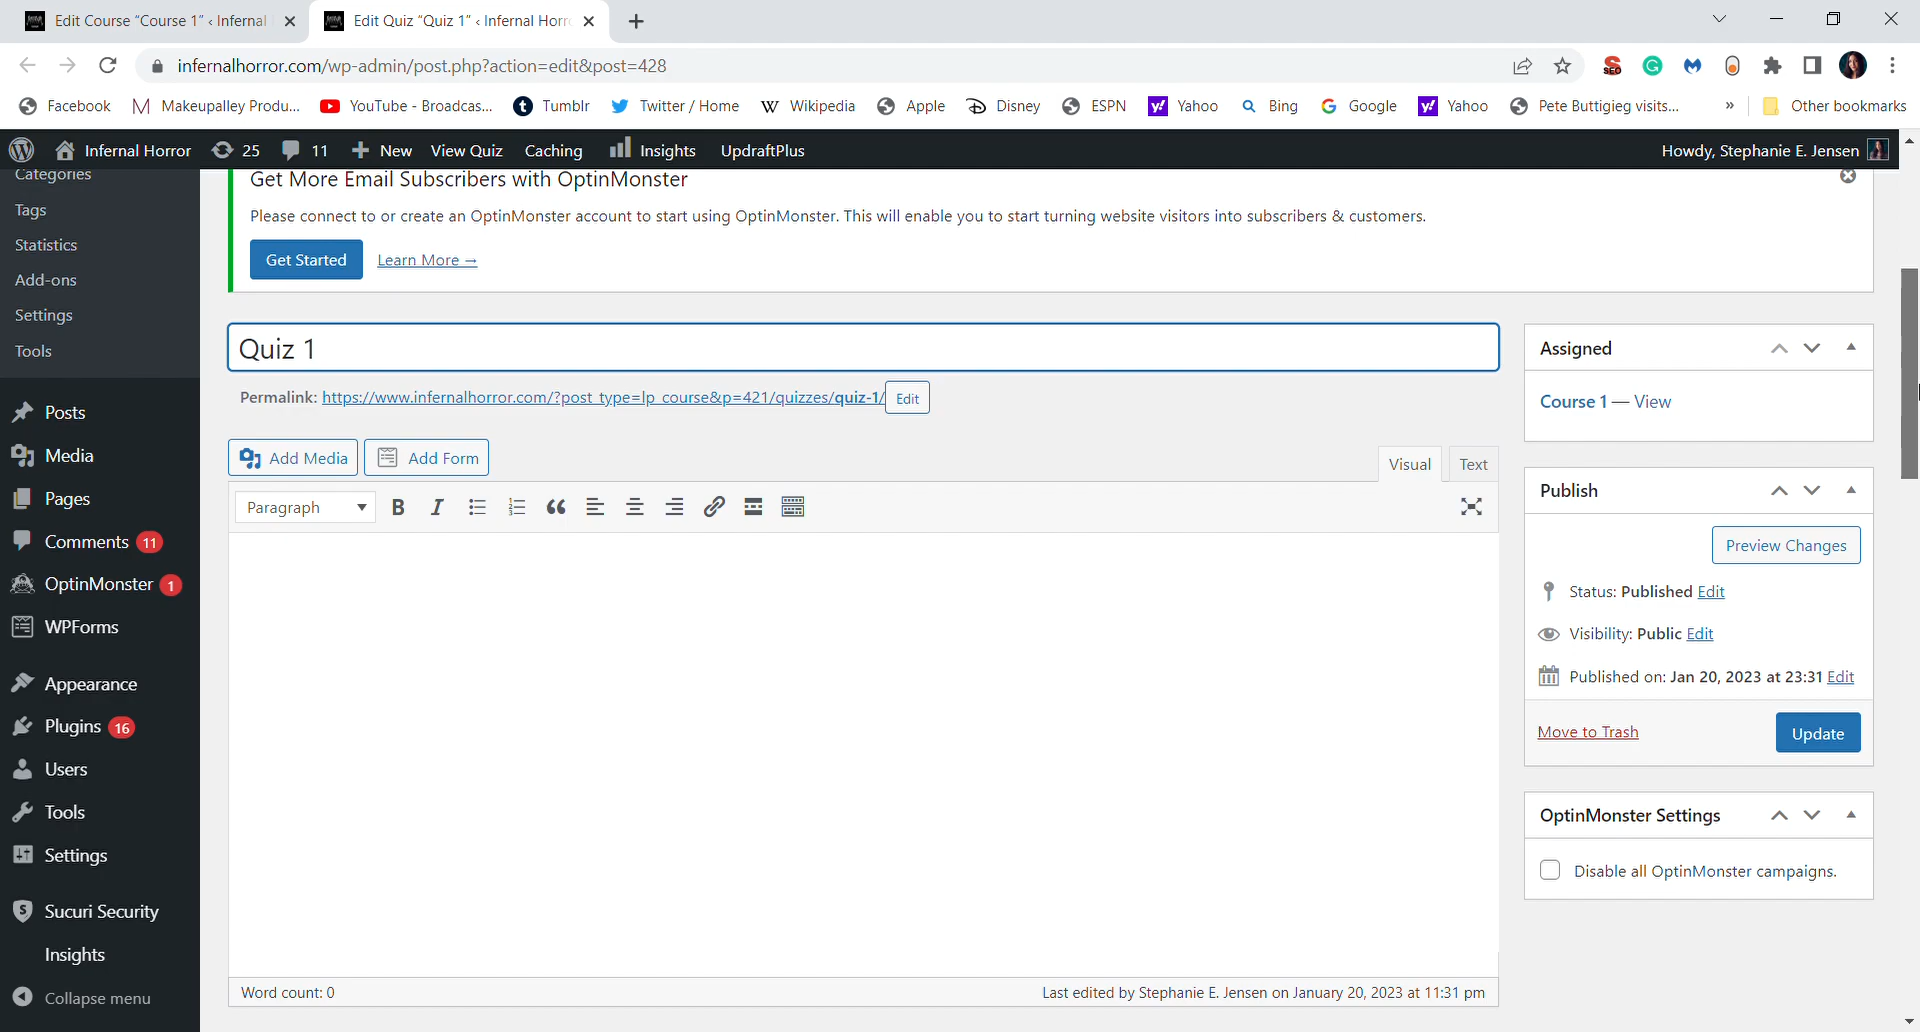 Edit Course “Course 1” ‹ Infernal
Edit Quiz “Quiz 1” ‹ Infernal Horr
infernalhorror.com/wp-admin/post.php?action=edit&post=428
Facebook
Makeupalley Produ...
YouTube - Broadcas...
Tumblr
Twitter / Home
Wikipedia
Apple
Disney
ESPN
Yahoo
Bing
Google
Yahoo
Pete Buttigieg visits...
»
Other bookmarks
Infernal Horror
25
11
New
View Quiz
Caching
Insights
UpdraftPlus
Howdy, Stephanie E. Jensen
Categories
Tags
Statistics
Add-ons
Settings
Tools
Posts
Media
Pages
Comments 11
OptinMonster 1
WPForms
Appearance
Plugins 16
Users
Tools
Settings
Sucuri Security
Insights
Collapse menu
Get More Email Subscribers with OptinMonster
Please connect to or create an OptinMonster account to start using OptinMonster. This will enable you to start turning website visitors into subscribers & customers.
Get Started
Learn More →
Quiz 1
Permalink: https://www.infernalhorror.com/?post_type=lp_course&p=421/quizzes/quiz-1/
Edit
Add Media
Add Form
Visual
Text
Paragraph
Word count: 0
Last edited by Stephanie E. Jensen on January 20, 2023 at 11:31 pm
Assigned
Course 1 — View
Publish
Preview Changes
Status: Published Edit
Visibility: Public Edit
Published on: Jan 20, 2023 at 23:31 Edit
Move to Trash
Update
OptinMonster Settings
Disable all OptinMonster campaigns.